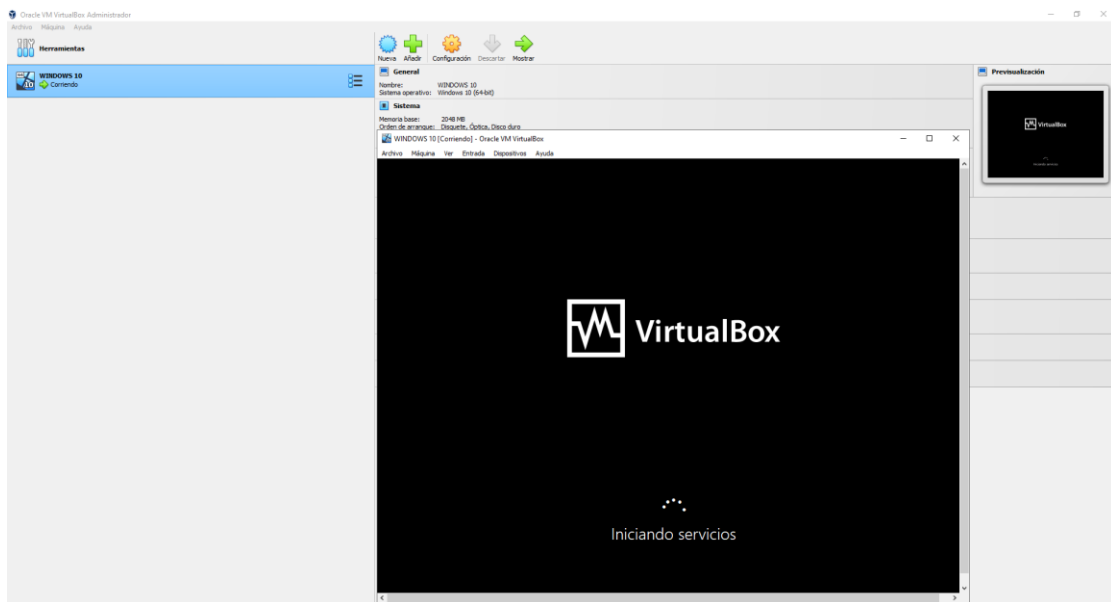 Oracle VM VirtualBox Administrador
Archivo Máquina Ayuda
Herramientas
WINDOWS 10
Corriendo
Nueva Añadir Configuración Descartar Mostrar
General
Nombre: WINDOWS 10
Sistema operativo: Windows 10 (64-bit)
Sistema
Memoria base: 2048 MB
Orden de arranque: Disquete, Óptica, Disco duro
Previsualización
VirtualBox
WINDOWS 10 [Corriendo] - Oracle VM VirtualBox
Archivo Máquina Ver Entrada Dispositivos Ayuda
VirtualBox
Iniciando servicios